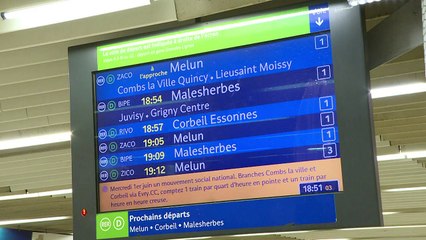 VOIE
ZACO à l'approche Melun 1
Combs la Ville Quincy. Lieusaint Moissy
BIPE 18:54 Malesherbes 1
Juvisy. Grigny Centre
RIVO 18:57 Corbeil Essonnes 1
ZACO 19:05 Melun 1
BIPE 19:09 Malesherbes 1
ZICO 19:12 Melun 3
Mercredi 1er juin un mouvement social national. Branches Combs la ville et
Corbeil via Evry.CC, comptez 1 train par quart d'heure en pointe et un train par
heure en heure creuse.
18:51 03
RER D Prochains départs
Melun • Corbeil • Malesherbes